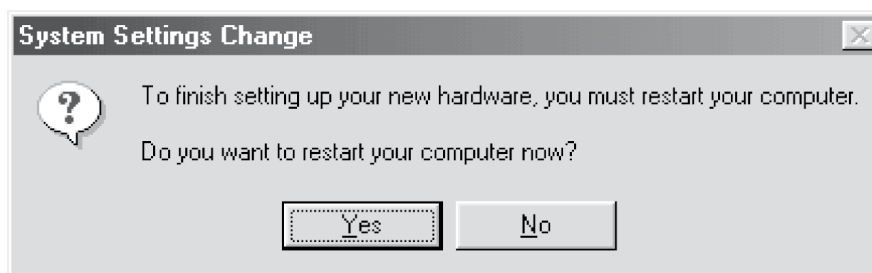 System Settings Change
To finish setting up your new hardware, you must restart your computer.
Do you want to restart your computer now?
Yes
No